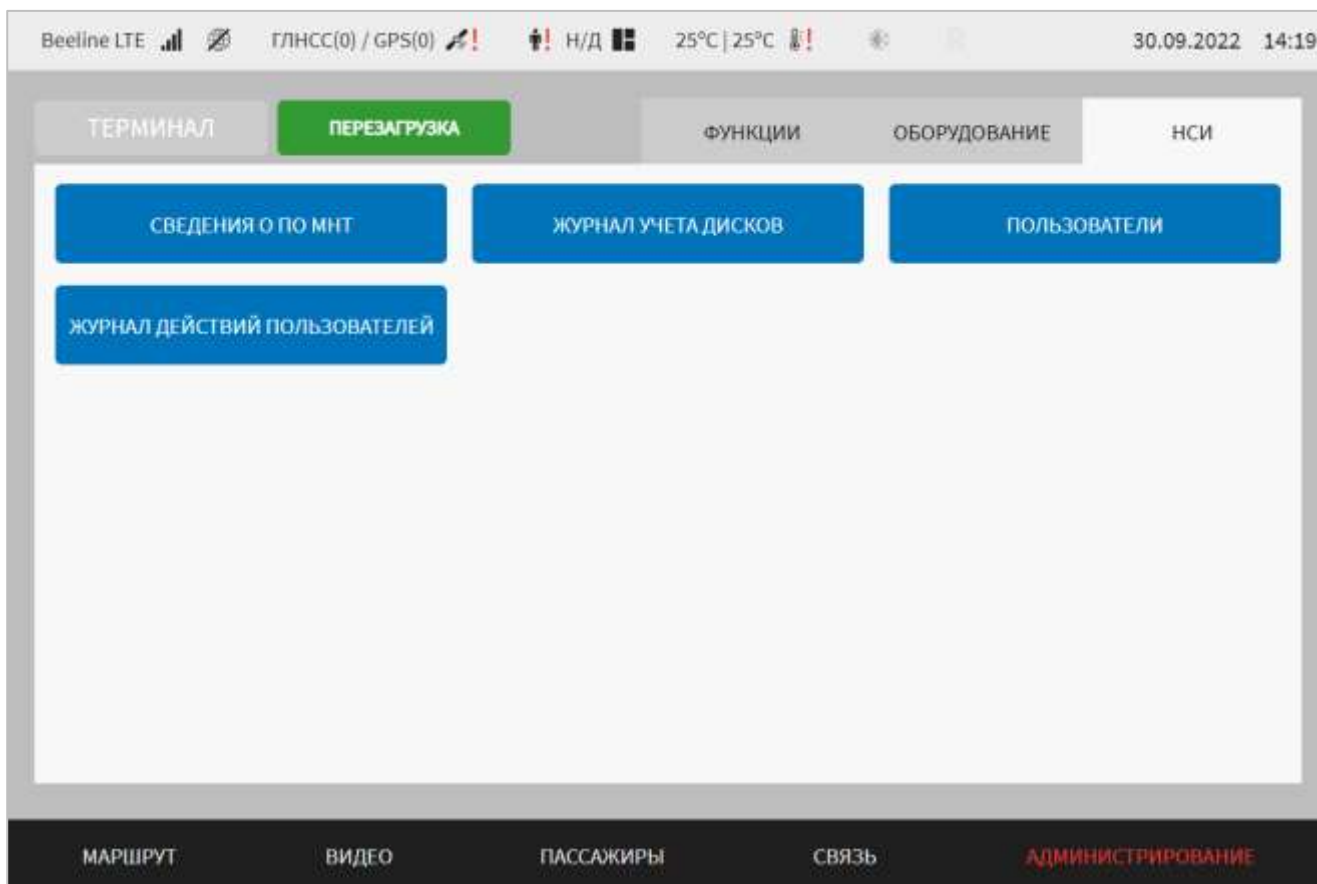 Beeline LTE ГЛНСС(0) / GPS(0) ! ! Н/Д 25°C | 25°C ! 30.09.2022 14:19
ТЕРМИНАЛ ПЕРЕЗАГРУЗКА ФУНКЦИИ ОБОРУДОВАНИЕ НСИ
СВЕДЕНИЯ О ПО МНТ ЖУРНАЛ УЧЕТА ДИСКОВ ПОЛЬЗОВАТЕЛИ
ЖУРНАЛ ДЕЙСТВИЙ ПОЛЬЗОВАТЕЛЕЙ
МАРШРУТ ВИДЕО ПАССАЖИРЫ СВЯЗЬ АДМИНИСТРИРОВАНИЕ